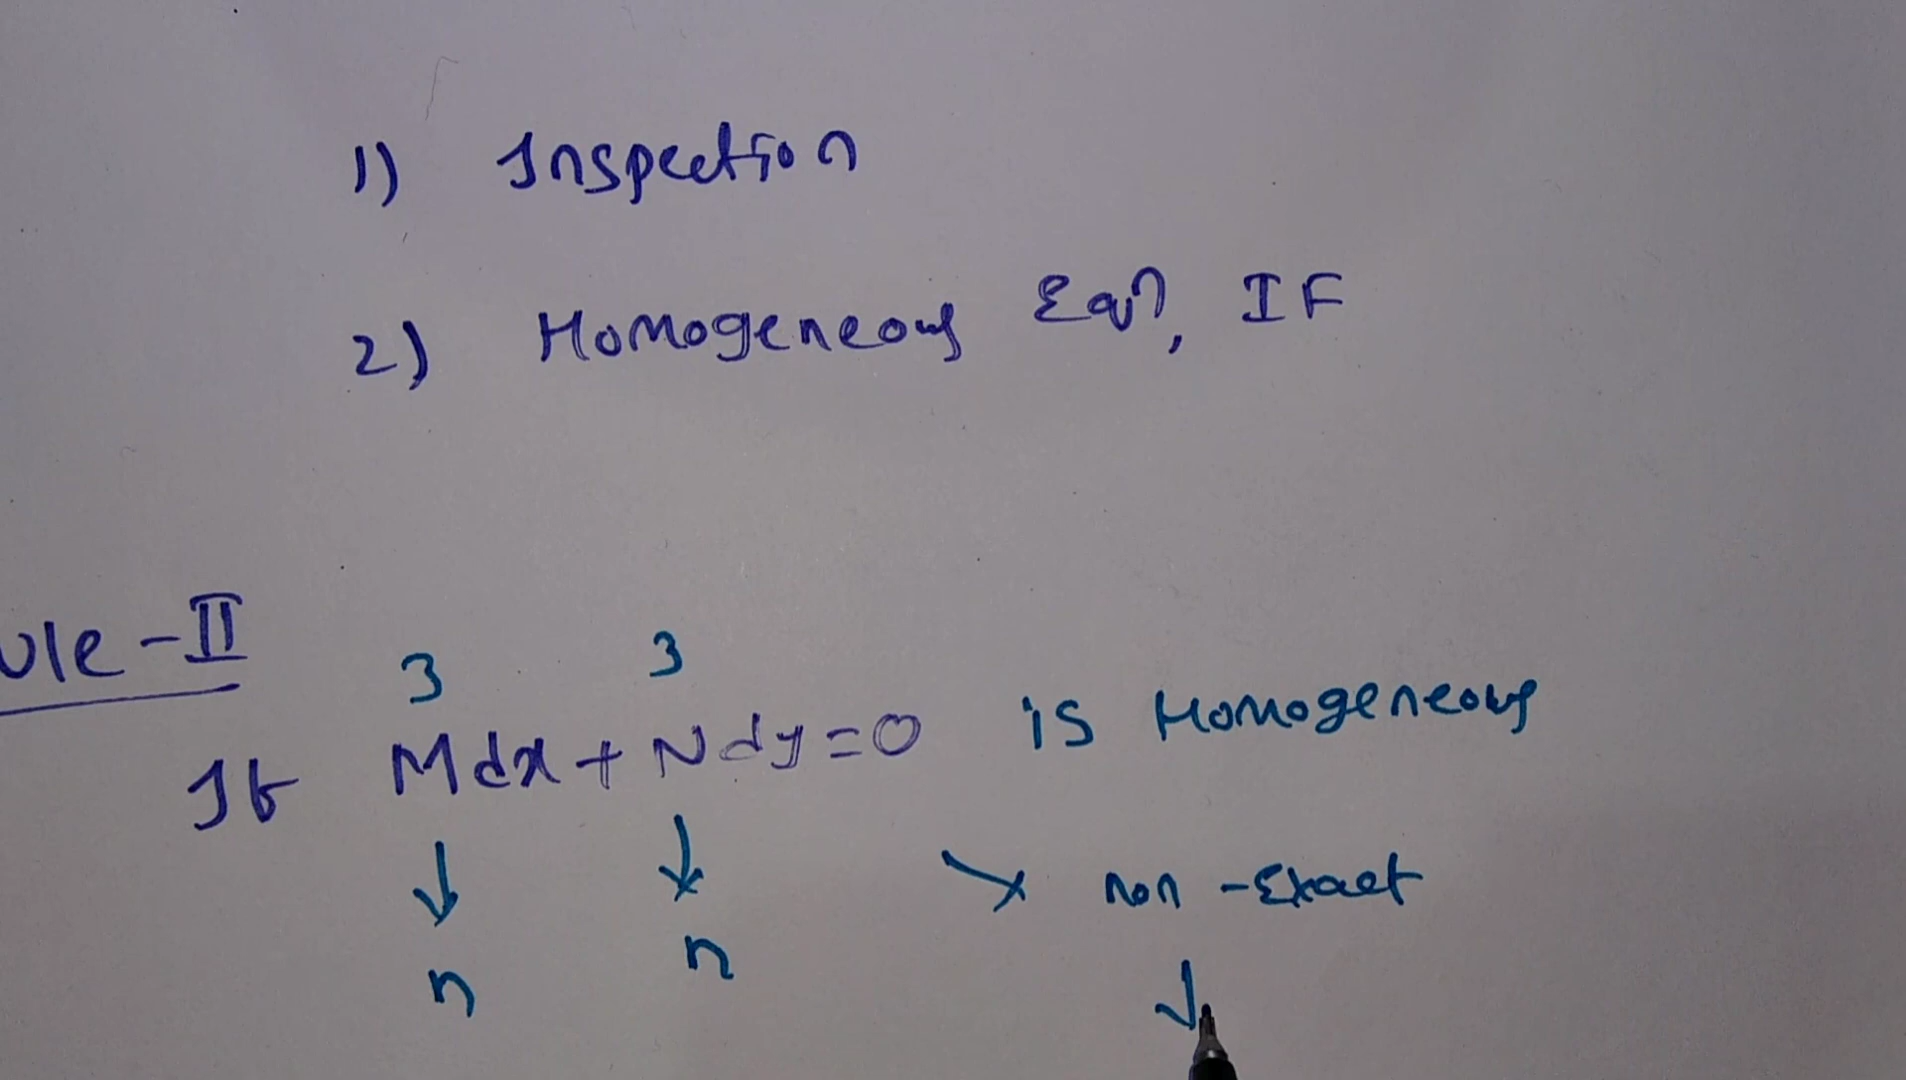 1) Inspection
2) Homogeneous Eqn, IF
ule-II
3 3
If Mdx + Ndy = 0 is Homogeneous
↓ ↓ ↘ non-Exact
n n ↓